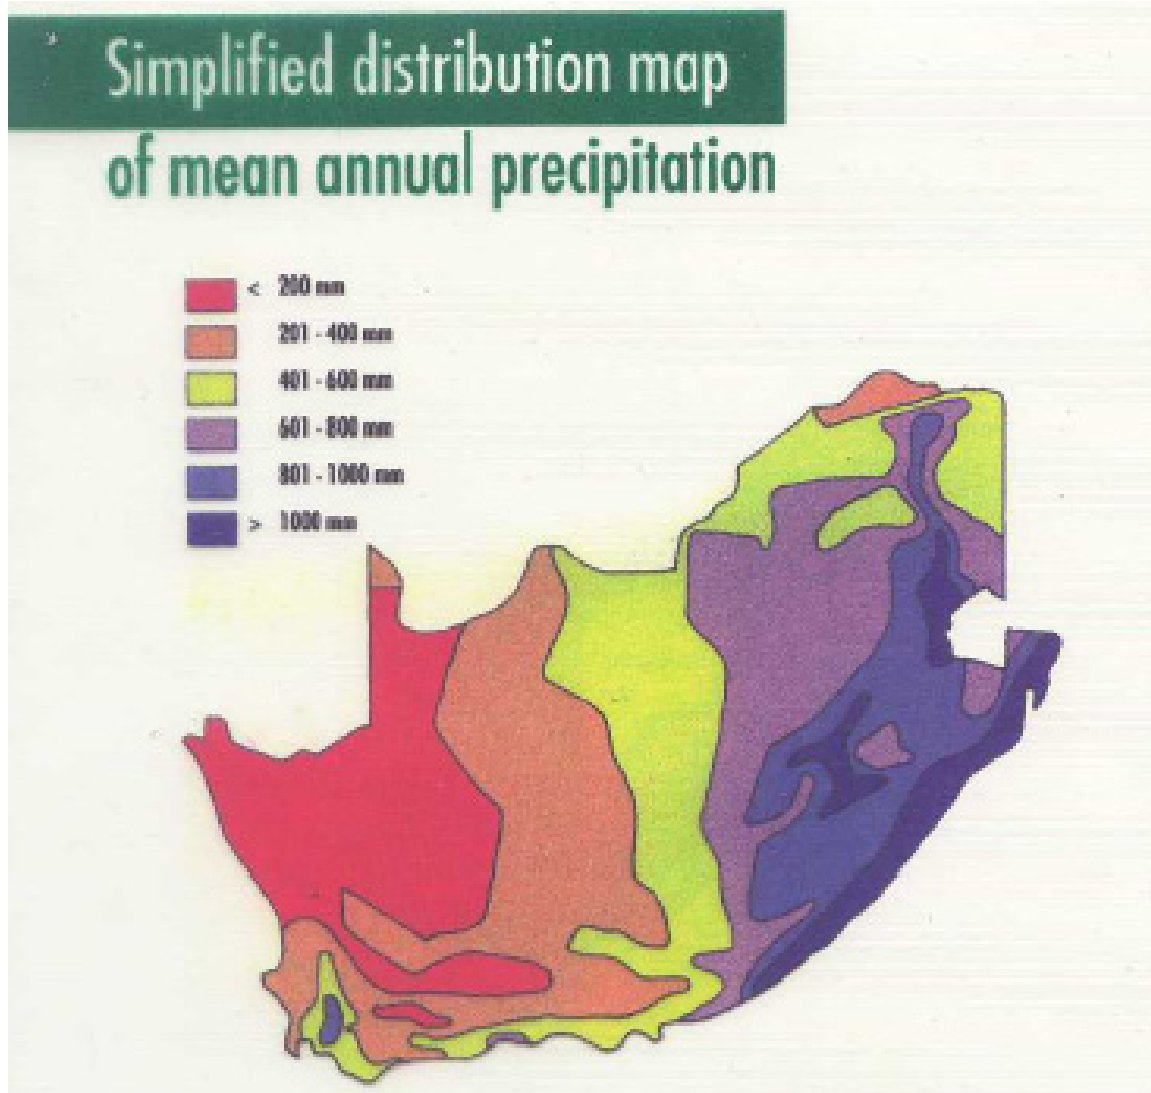 Simplified distribution map
of mean annual precipitation
< 200 mm
201 - 400 mm
401 - 600 mm
601 - 800 mm
801 - 1000 mm
> 1000 mm